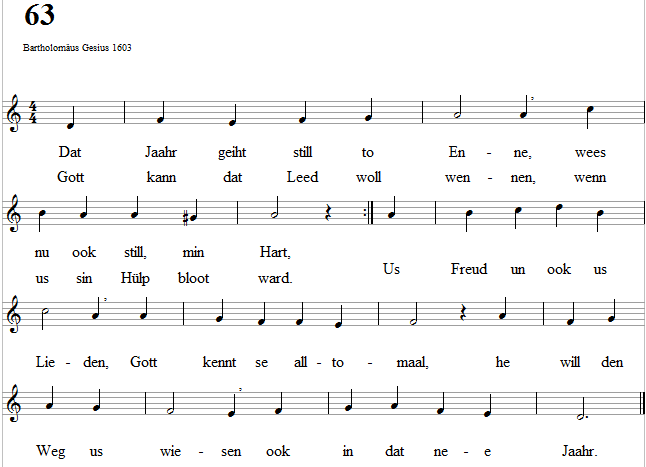 63
Bartholomäus Gesius 1603
4
4
Dat Jaahr geiht still to En - ne, wees
Gott kann dat Leed woll wen - nen, wenn
nu ook still, min Hart,
us sin Hülp bloot ward.
Us Freud un ook us
Lie - den, Gott kennt se all - to - maal, he will den
Weg us wie - sen ook in dat ne - e Jaahr.